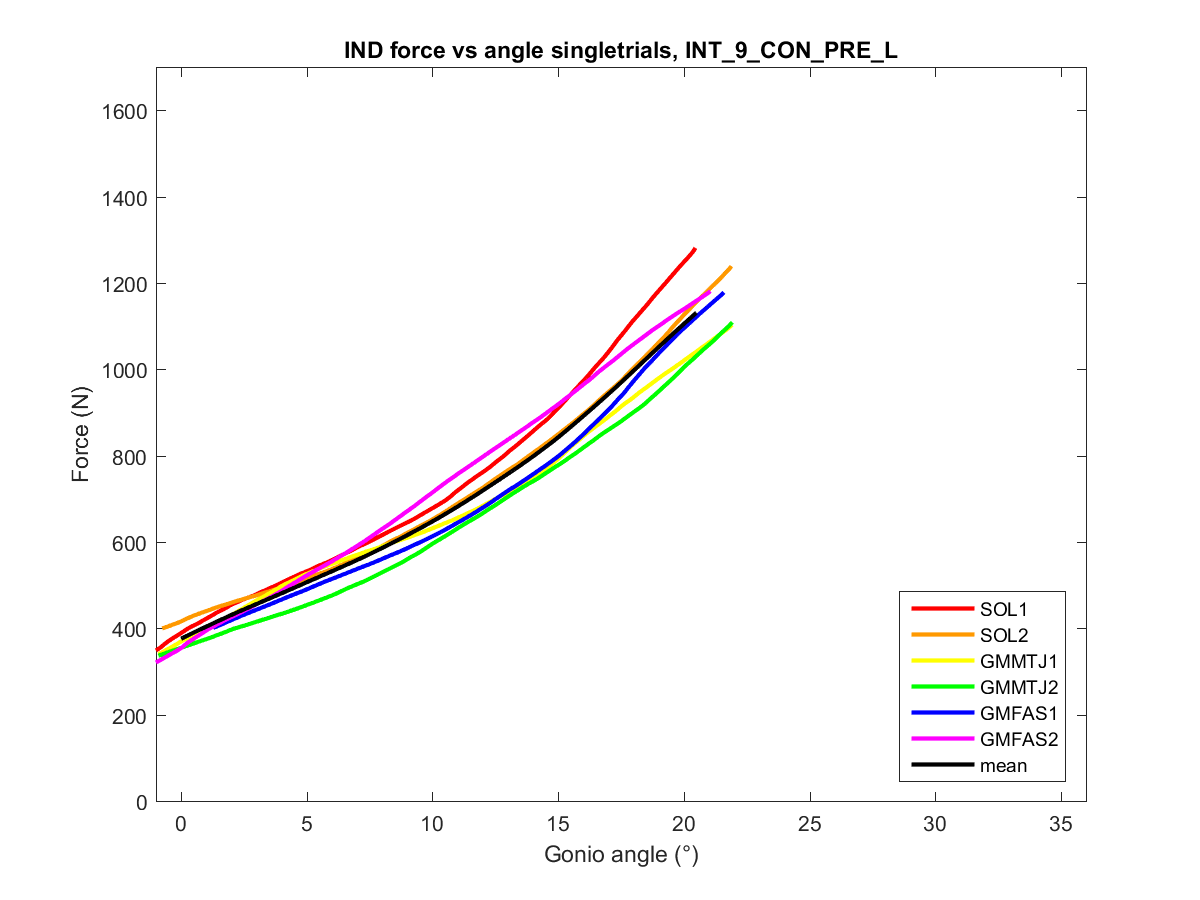 IND force vs angle singletrials, INT_9_CON_PRE_L
1600
1400
1200
1000
800
600
400
200
0
Force (N)
0 5 10 15 20 25 30 35
Gonio angle (°)
SOL1
SOL2
GMMTJ1
GMMTJ2
GMFAS1
GMFAS2
mean